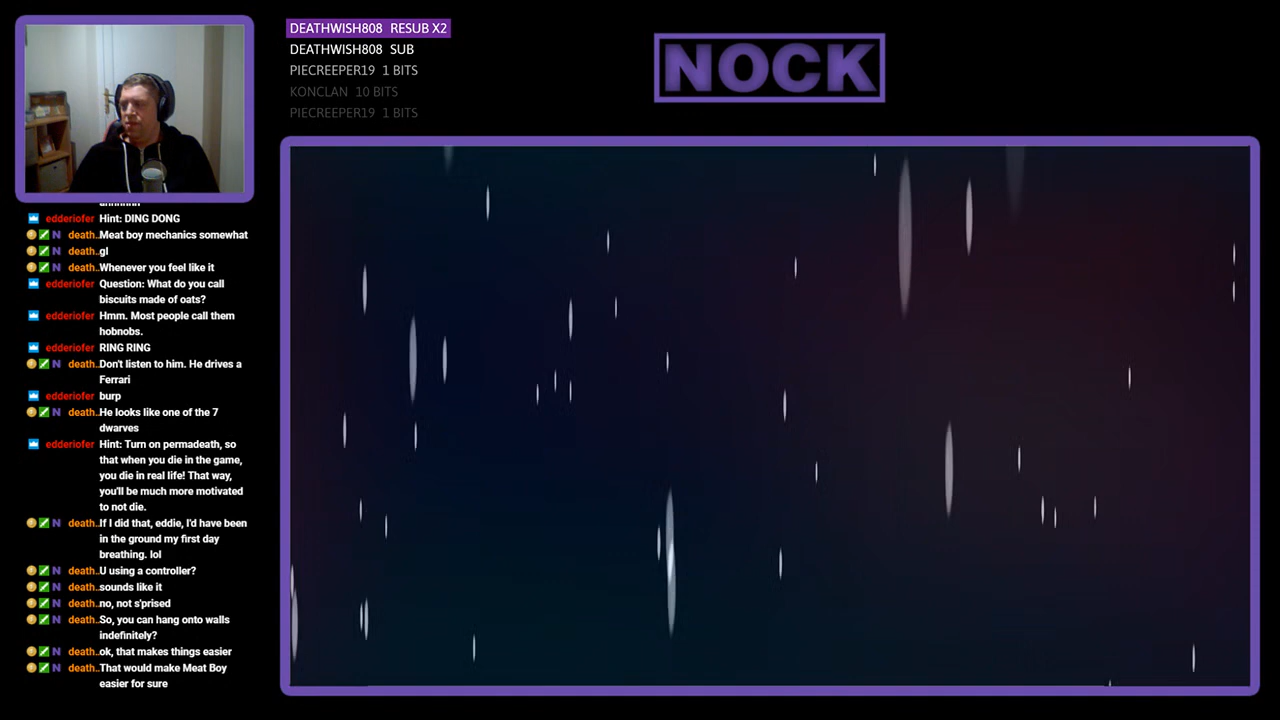 DEATHWISH808 RESUB X2
DEATHWISH808 SUB
PIECREEPER19 1 BITS
KONCLAN 10 BITS
PIECREEPER19 1 BITS
NOCK
edderiofer Hint: DING DONG
death.. Meat boy mechanics somewhat
death.. gl
death.. Whenever you feel like it
edderiofer Question: What do you call
biscuits made of oats?
edderiofer Hmm. Most people call them
hobnobs.
edderiofer RING RING
death.. Don't listen to him. He drives a
Ferrari
edderiofer burp
death.. He looks like one of the 7
dwarves
edderiofer Hint: Turn on permadeath, so
that when you die in the game,
you die in real life! That way,
you'll be much more motivated
to not die.
death.. If I did that, eddie, I'd have been
in the ground my first day
breathing. lol
death.. U using a controller?
death.. sounds like it
death.. no, not s'prised
death.. So, you can hang onto walls
indefinitely?
death.. ok, that makes things easier
death.. That would make Meat Boy
easier for sure